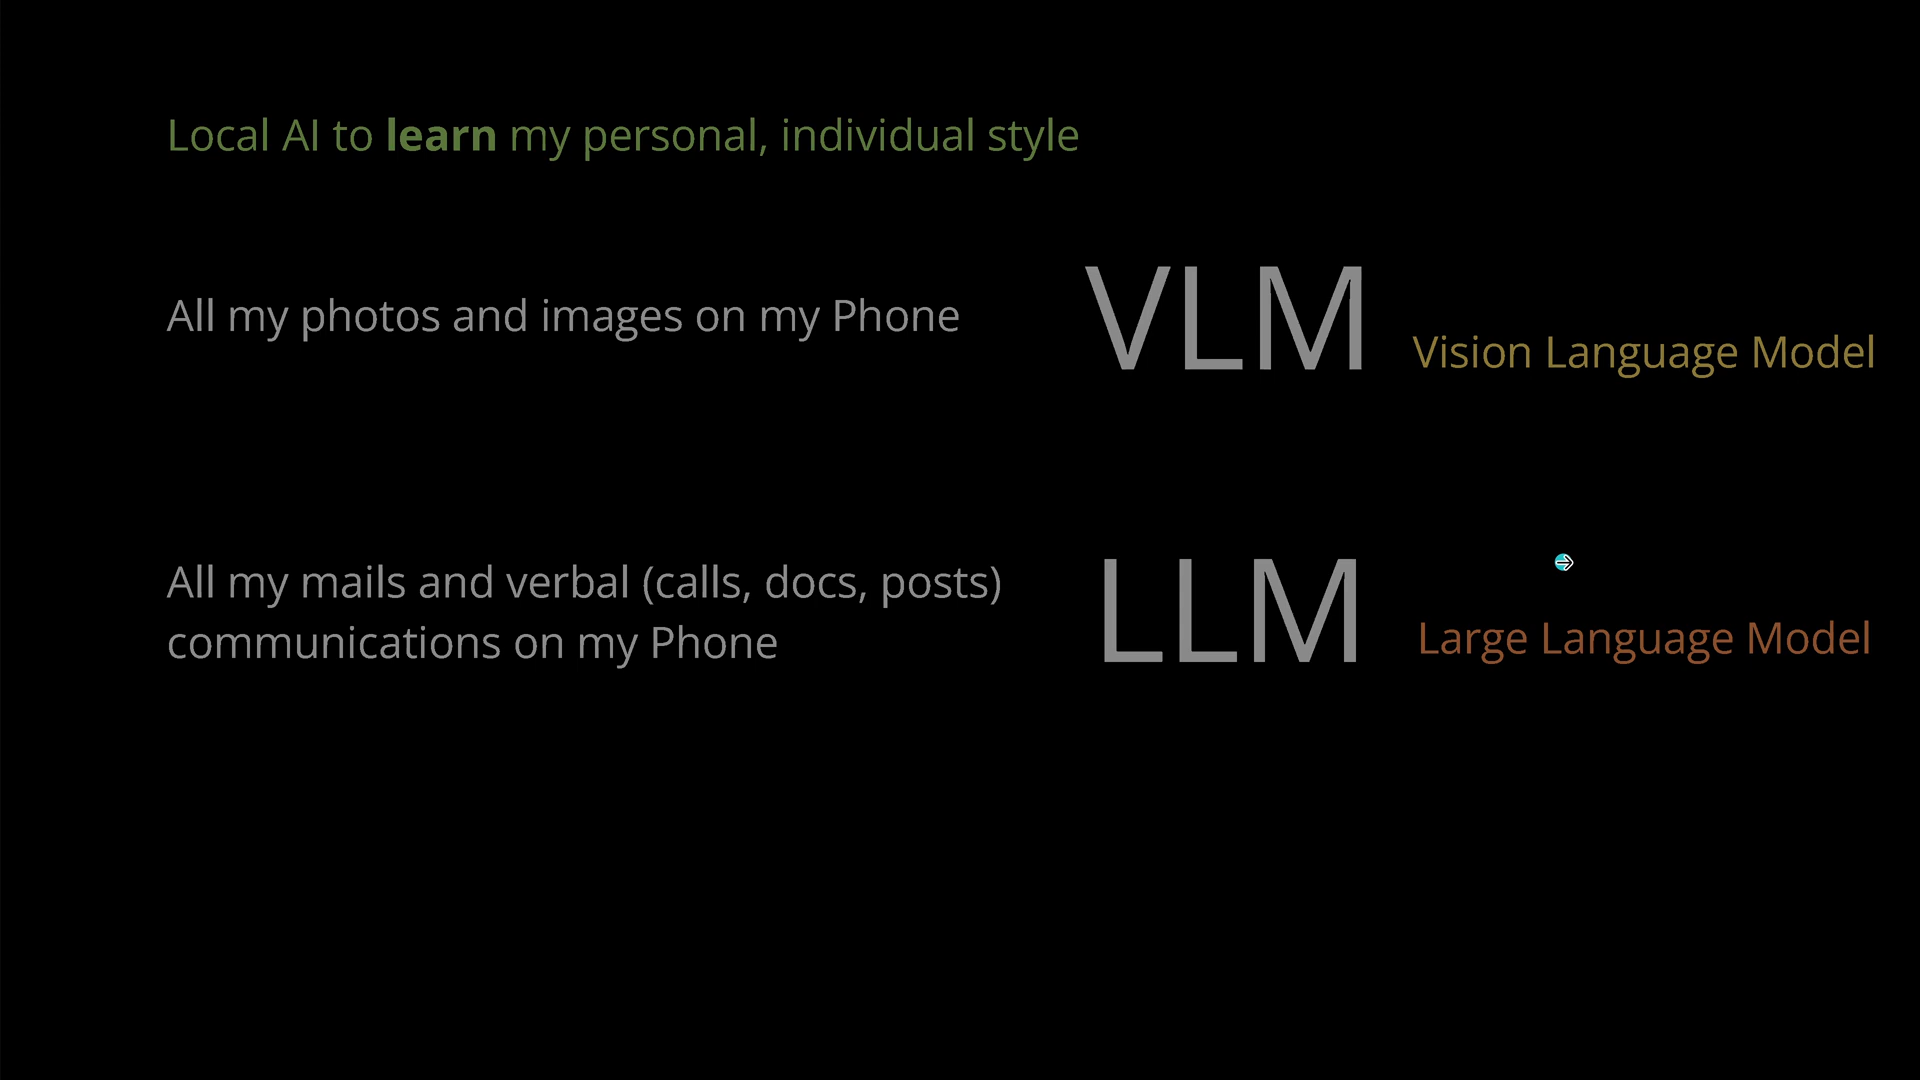 Local AI to learn my personal, individual style
All my photos and images on my Phone
VLM
Vision Language Model
All my mails and verbal (calls, docs, posts)
communications on my Phone
LLM
Large Language Model